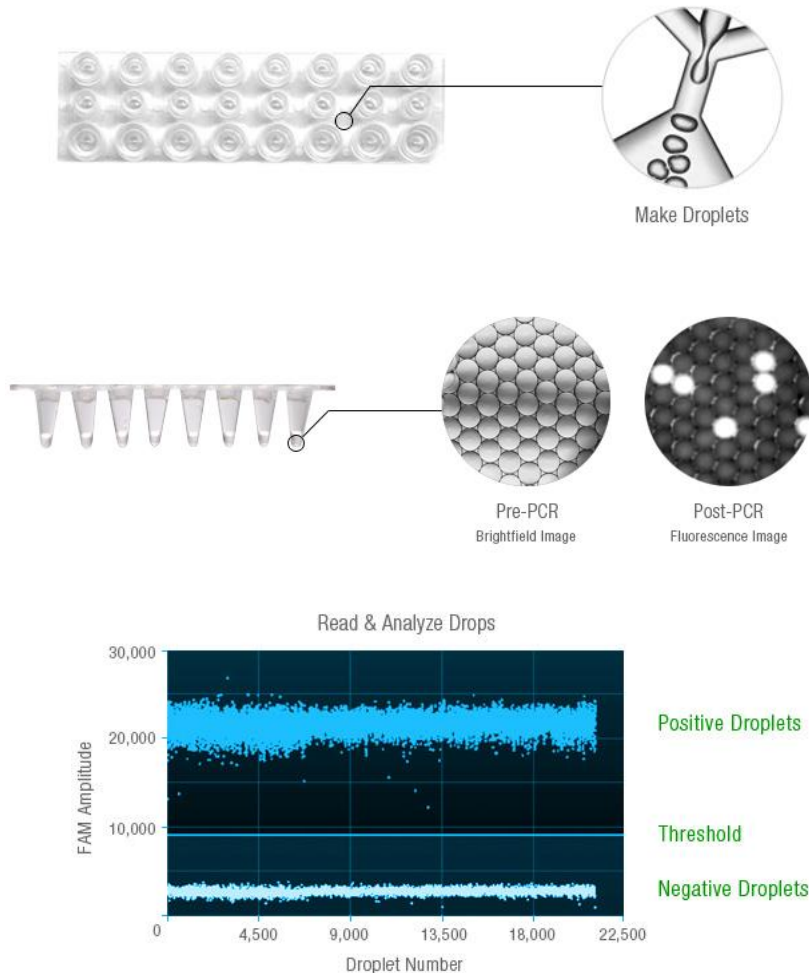 Make Droplets
Pre-PCR
Brightfield Image
Post-PCR
Fluorescence Image
Read & Analyze Drops
30,000
20,000
10,000
0
FAM Amplitude
Positive Droplets
Threshold
Negative Droplets
4,500
9,000
13,500
18,000
22,500
Droplet Number